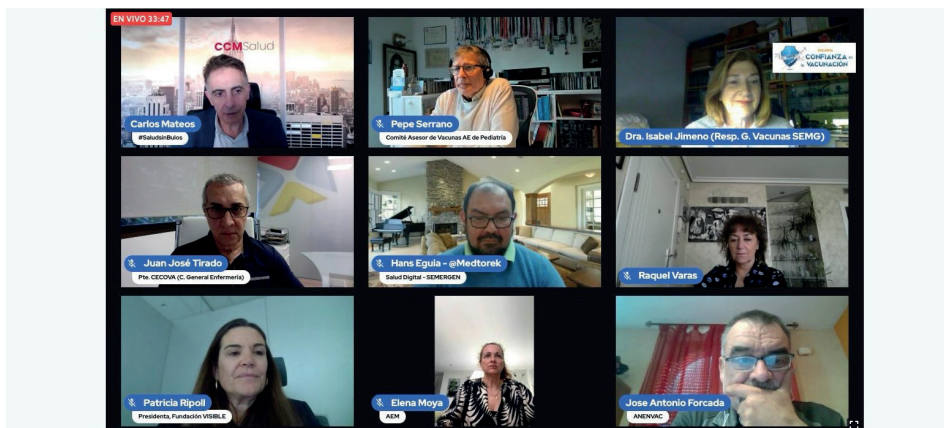 EN VIVO 33:47
CCMSalud
Carlos Mateos
#SaludsinBulos
Pepe Serrano
Comité Asesor de Vacunas AE de Pediatría
CONFIANZA
VACUNACIÓN
Dra. Isabel Jimeno (Resp. G. Vacunas SEMG)
Juan José Tirado
Pte. CECOVA (C. General Enfermería)
Hans Eguia - @Medtorek
Salud Digital - SEMERGEN
Raquel Varas
Patricia Ripoll
Presidenta, Fundación VISIBLE
Elena Moya
AEM
Jose Antonio Forcada
ANENVAC